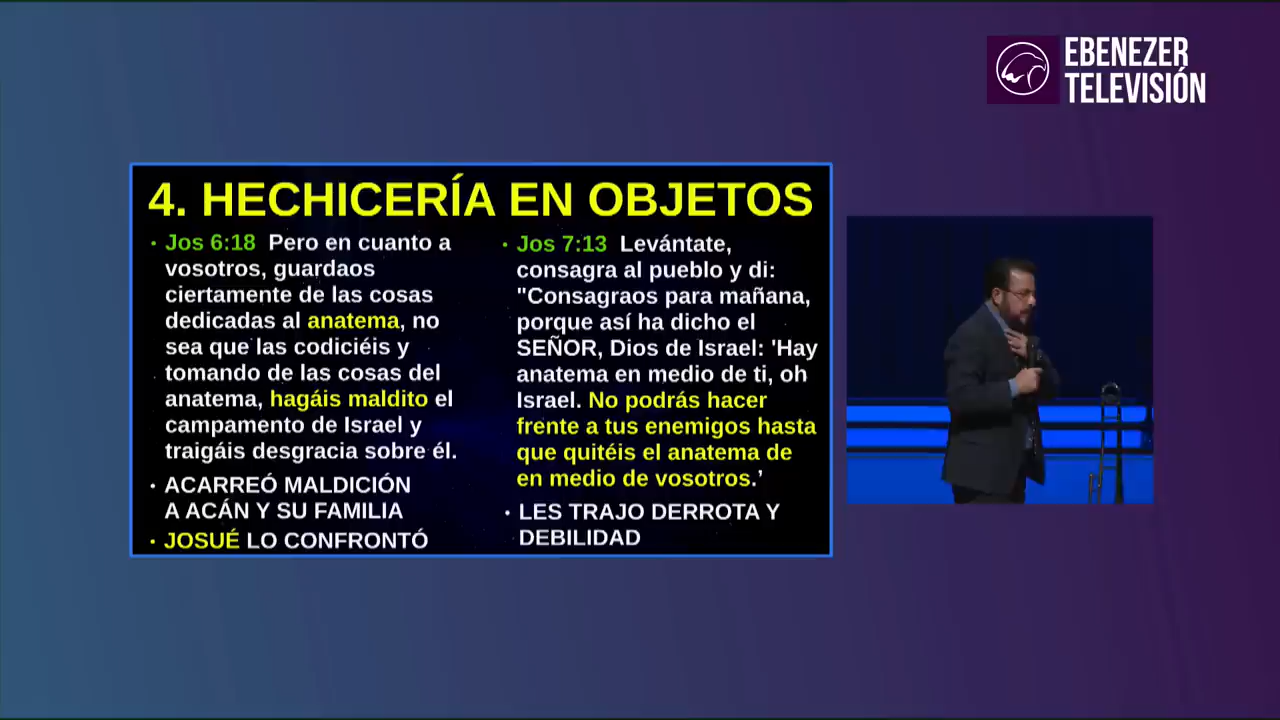 EBENEZER
TELEVISIÓN
4. HECHICERÍA EN OBJETOS
• Jos 6:18 Pero en cuanto a
vosotros, guardaos
ciertamente de las cosas
dedicadas al anatema, no
sea que las codiciéis y
tomando de las cosas del
anatema, hagáis maldito el
campamento de Israel y
traigáis desgracia sobre él.
• ACARREÓ MALDICIÓN
A ACÁN Y SU FAMILIA
• JOSUÉ LO CONFRONTÓ
• Jos 7:13 Levántate,
consagra al pueblo y di:
"Consagraos para mañana,
porque así ha dicho el
SEÑOR, Dios de Israel: 'Hay
anatema en medio de ti, oh
Israel. No podrás hacer
frente a tus enemigos hasta
que quitéis el anatema de
en medio de vosotros.’
• LES TRAJO DERROTA Y
DEBILIDAD